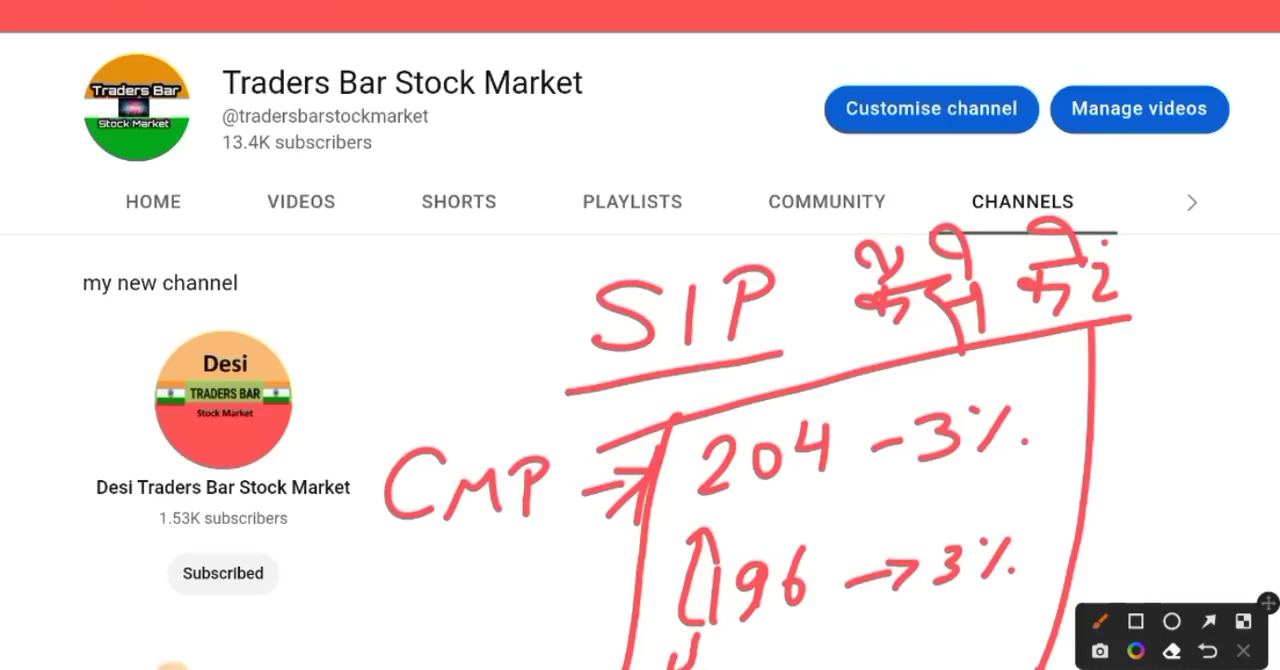 Traders Bar
Stock Market
Traders Bar Stock Market
@tradersbarstockmarket
13.4K subscribers
Customise channel
Manage videos
HOME VIDEOS SHORTS PLAYLISTS COMMUNITY CHANNELS
my new channel
SIP
Desi
TRADERS BAR
Stock Market
Desi Traders Bar Stock Market
1.53K subscribers
Subscribed
CMP → 204 - 3%.
196 → 3%.